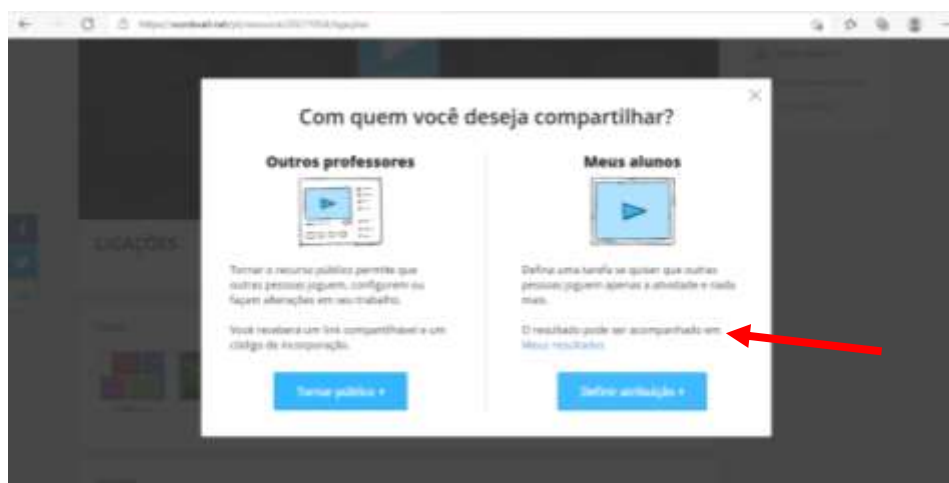 Com quem você deseja compartilhar?
Outros professores
Tornar o recurso público permite que
outras pessoas joguem, configurem ou
façam alterações em seu trabalho.
Você receberá um link compartilhável e um
código de incorporação.
Tornar público
Meus alunos
Defina uma tarefa se quiser que outras
pessoas joguem apenas a atividade e nada
mais.
O resultado pode ser acompanhado em
Meus resultados
Definir atribuição
LIGAÇÕES